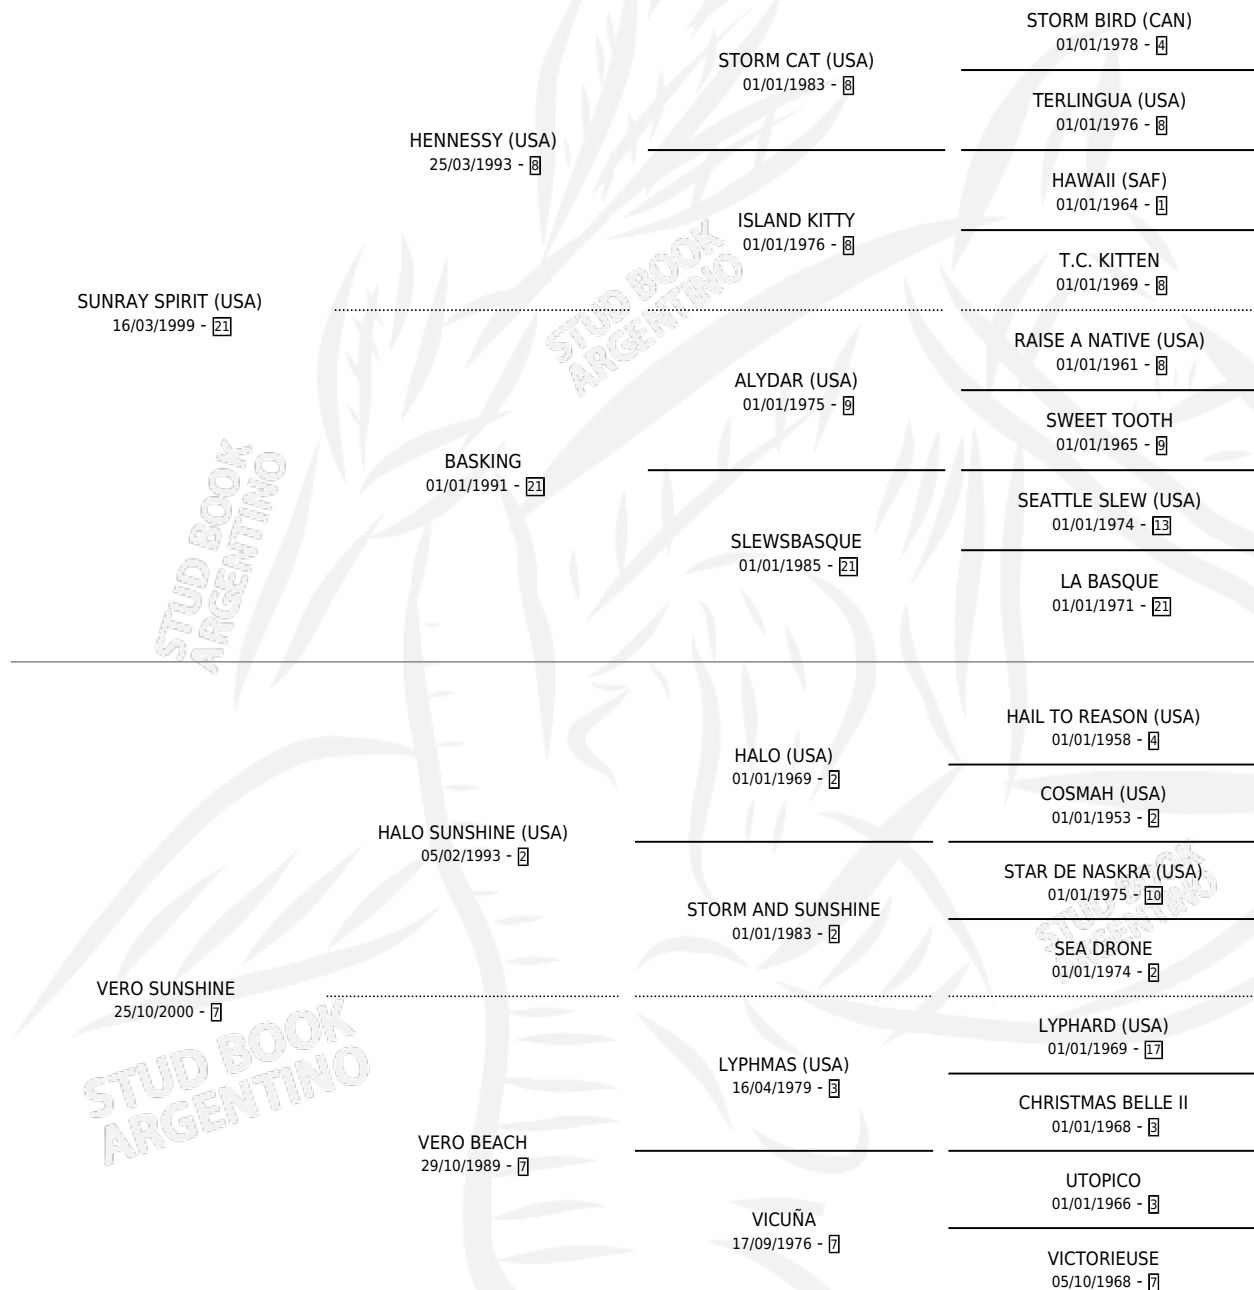 STORM BIRD (CAN)
01/01/1978 - 4
STORM CAT (USA)
01/01/1983 - 8
TERLINGUA (USA)
01/01/1976 - 8
HENNESSY (USA)
25/03/1993 - 8
HAWAII (SAF)
01/01/1964 - 1
ISLAND KITTY
01/01/1976 - 8
T.C. KITTEN
01/01/1969 - 8
SUNRAY SPIRIT (USA)
16/03/1999 - 21
RAISE A NATIVE (USA)
01/01/1961 - 8
ALYDAR (USA)
01/01/1975 - 9
SWEET TOOTH
01/01/1965 - 9
BASKING
01/01/1991 - 21
SEATTLE SLEW (USA)
01/01/1974 - 13
SLEWSBASQUE
01/01/1985 - 21
LA BASQUE
01/01/1971 - 21
HAIL TO REASON (USA)
01/01/1958 - 4
HALO (USA)
01/01/1969 - 2
COSMAH (USA)
01/01/1953 - 2
HALO SUNSHINE (USA)
05/02/1993 - 2
STAR DE NASKRA (USA)
01/01/1975 - 10
STORM AND SUNSHINE
01/01/1983 - 2
SEA DRONE
01/01/1974 - 2
VERO SUNSHINE
25/10/2000 - 7
LYPHARD (USA)
01/01/1969 - 17
LYPHMAS (USA)
16/04/1979 - 3
CHRISTMAS BELLE II
01/01/1968 - 3
VERO BEACH
29/10/1989 - 7
UTOPICO
01/01/1966 - 3
VICUÑA
17/09/1976 - 7
VICTORIEUSE
05/10/1968 - 7
STUD BOOK
ARGENTINO
STUD BOOK
ARGENTINO
STUD BOOK
ARGENTINO
STUD BOOK
ARGENTINO